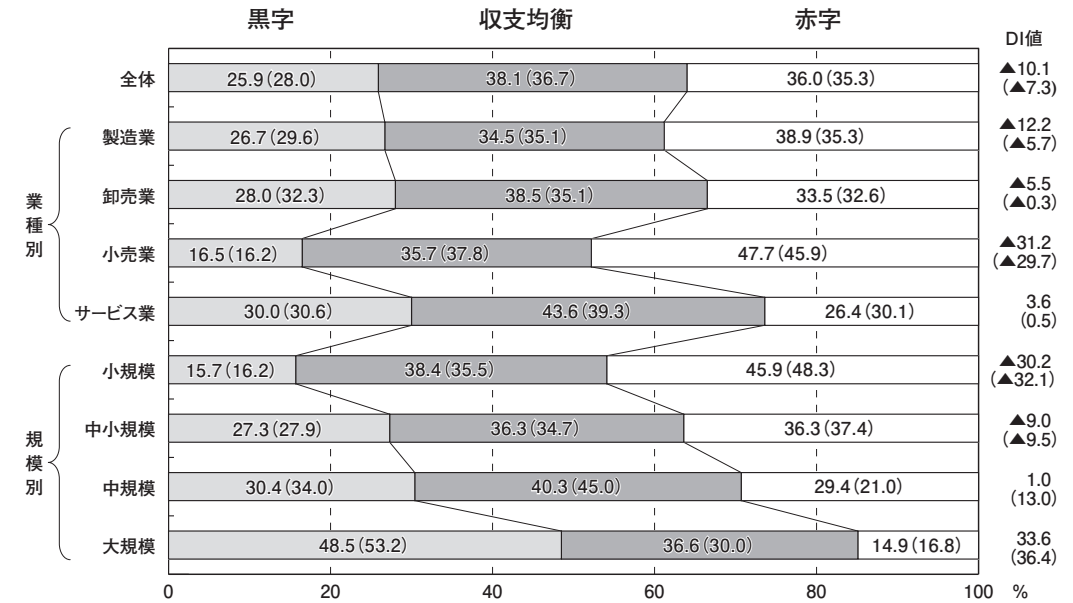 黒字 収支均衡 赤字
DI値
全体 25.9(28.0) 38.1(36.7) 36.0(35.3) ▲10.1
(▲7.3)
業種別
製造業 26.7(29.6) 34.5(35.1) 38.9(35.3) ▲12.2
(▲5.7)
卸売業 28.0(32.3) 38.5(35.1) 33.5(32.6) ▲5.5
(▲0.3)
小売業 16.5(16.2) 35.7(37.8) 47.7(45.9) ▲31.2
(▲29.7)
サービス業 30.0(30.6) 43.6(39.3) 26.4(30.1) 3.6
(0.5)
規模別
小規模 15.7(16.2) 38.4(35.5) 45.9(48.3) ▲30.2
(▲32.1)
中小規模 27.3(27.9) 36.3(34.7) 36.3(37.4) ▲9.0
(▲9.5)
中規模 30.4(34.0) 40.3(45.0) 29.4(21.0) 1.0
(13.0)
大規模 48.5(53.2) 36.6(30.0) 14.9(16.8) 33.6
(36.4)
0 20 40 60 80 100 %